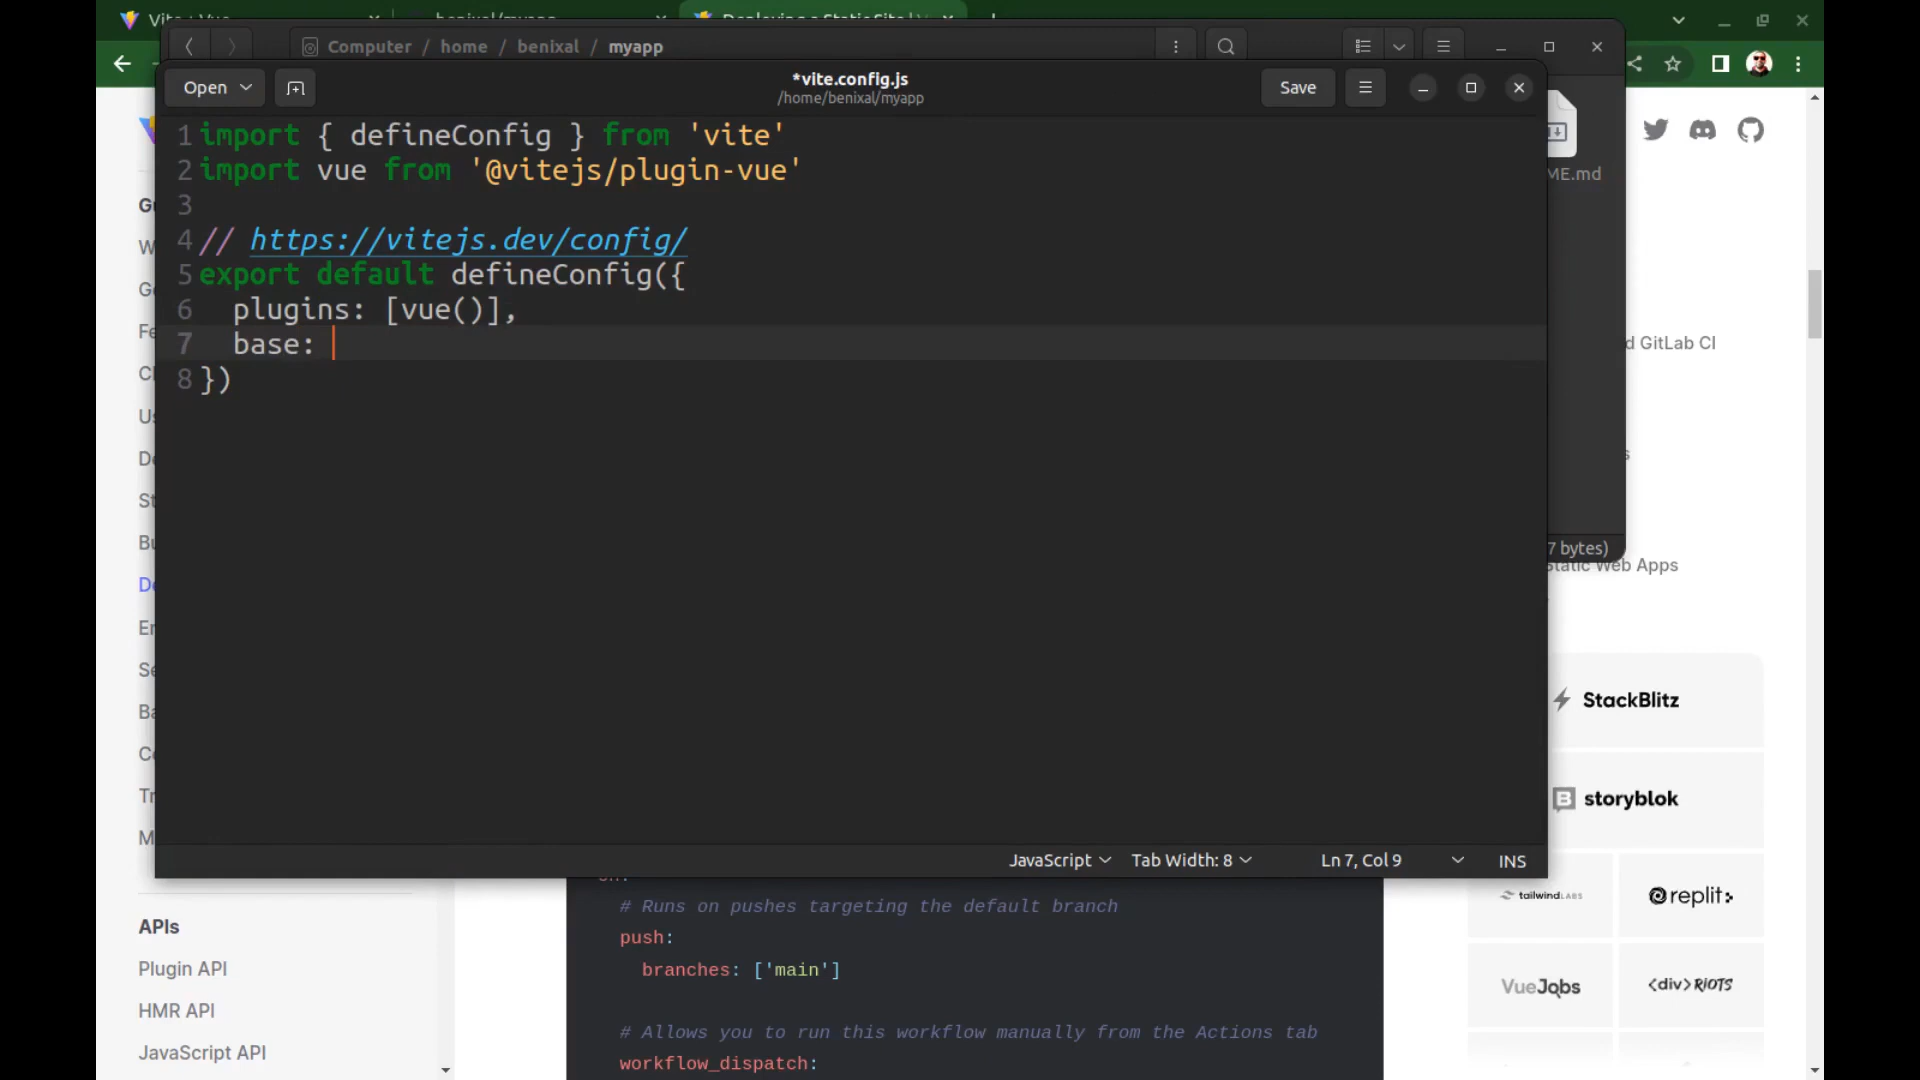 Computer / home / benixal / myapp
Open
*vite.config.js
/home/benixal/myapp
Save
1 import { defineConfig } from 'vite'
2 import vue from '@vitejs/plugin-vue'
3
4 // https://vitejs.dev/config/
5 export default defineConfig({
6 plugins: [vue()],
7 base:
8 })
JavaScript
Tab Width: 8
Ln 7, Col 9
INS
ME.md
d GitLab CI
7 bytes)
Static Web Apps
StackBlitz
storyblok
tailwindLABS
replit
VueJobs
<div>RIOTS
APIs
Plugin API
HMR API
JavaScript API
# Runs on pushes targeting the default branch
push:
branches: ['main']
# Allows you to run this workflow manually from the Actions tab
workflow_dispatch: